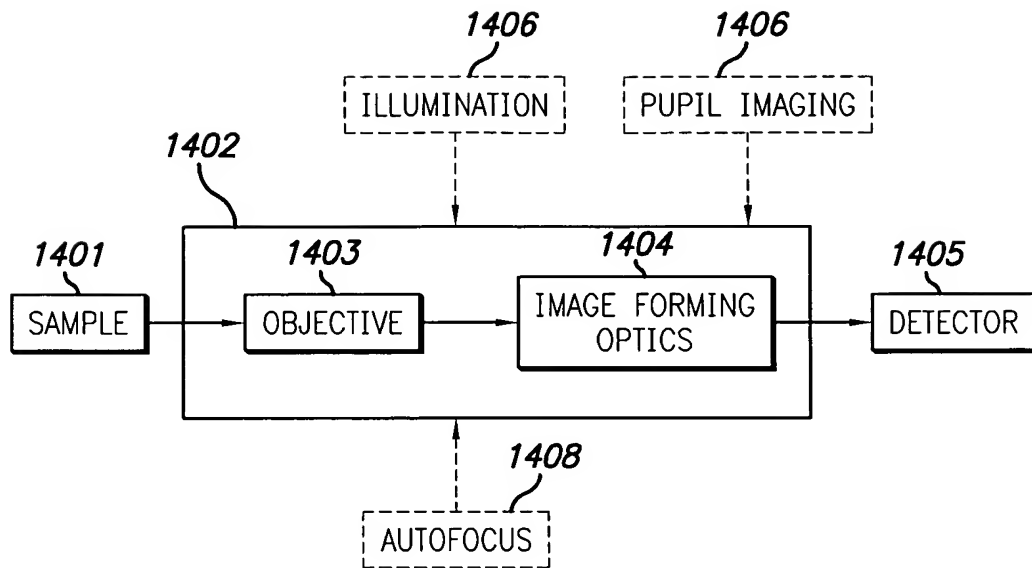 1406
1406
ILLUMINATION
PUPIL IMAGING
1402
1401
1403
1404
1405
SAMPLE
OBJECTIVE
IMAGE FORMING
OPTICS
DETECTOR
1408
AUTOFOCUS